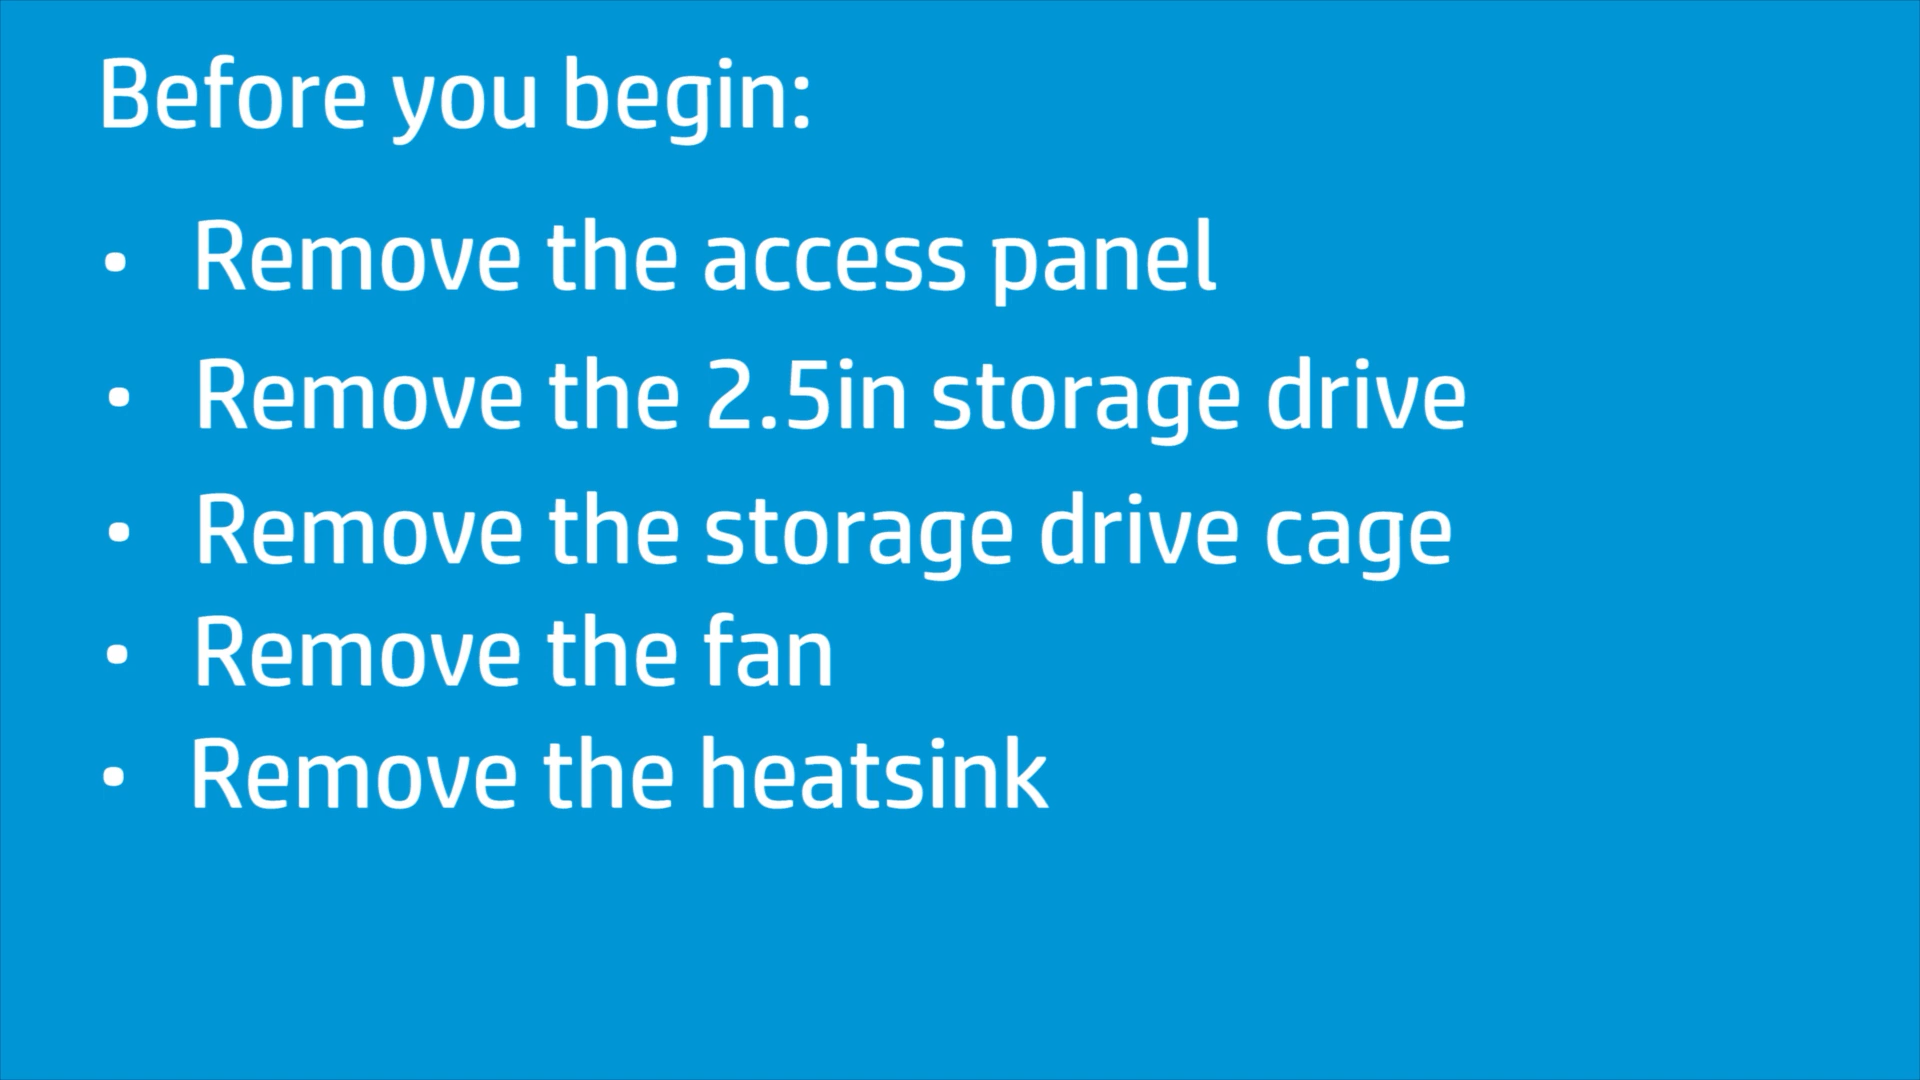 Before you begin:
• Remove the access panel
• Remove the 2.5in storage drive
• Remove the storage drive cage
• Remove the fan
• Remove the heatsink